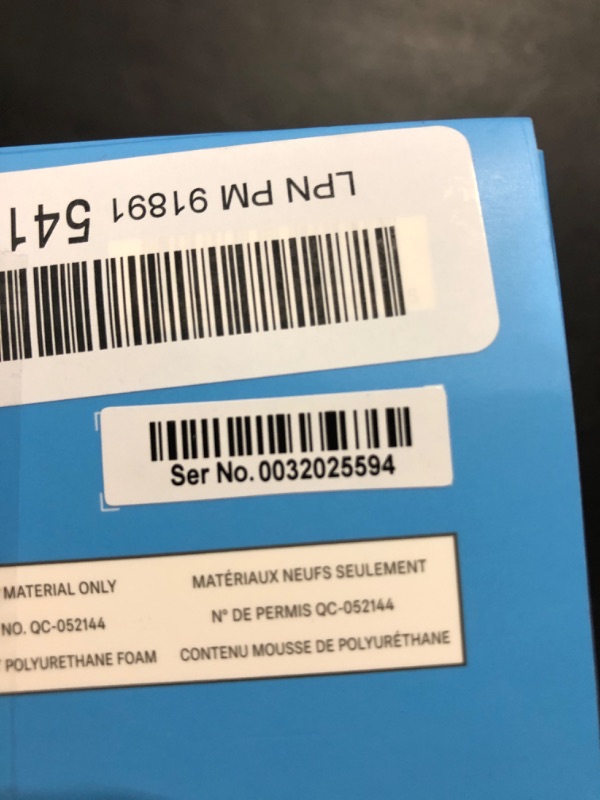 LPN PM 91891 541
Ser No. 0032025594
MATERIAL ONLY
NO. QC-052144
POLYURETHANE FOAM
MATÉRIAUX NEUFS SEULEMENT
N° DE PERMIS QC-052144
CONTENU MOUSSE DE POLYURÉTHANE